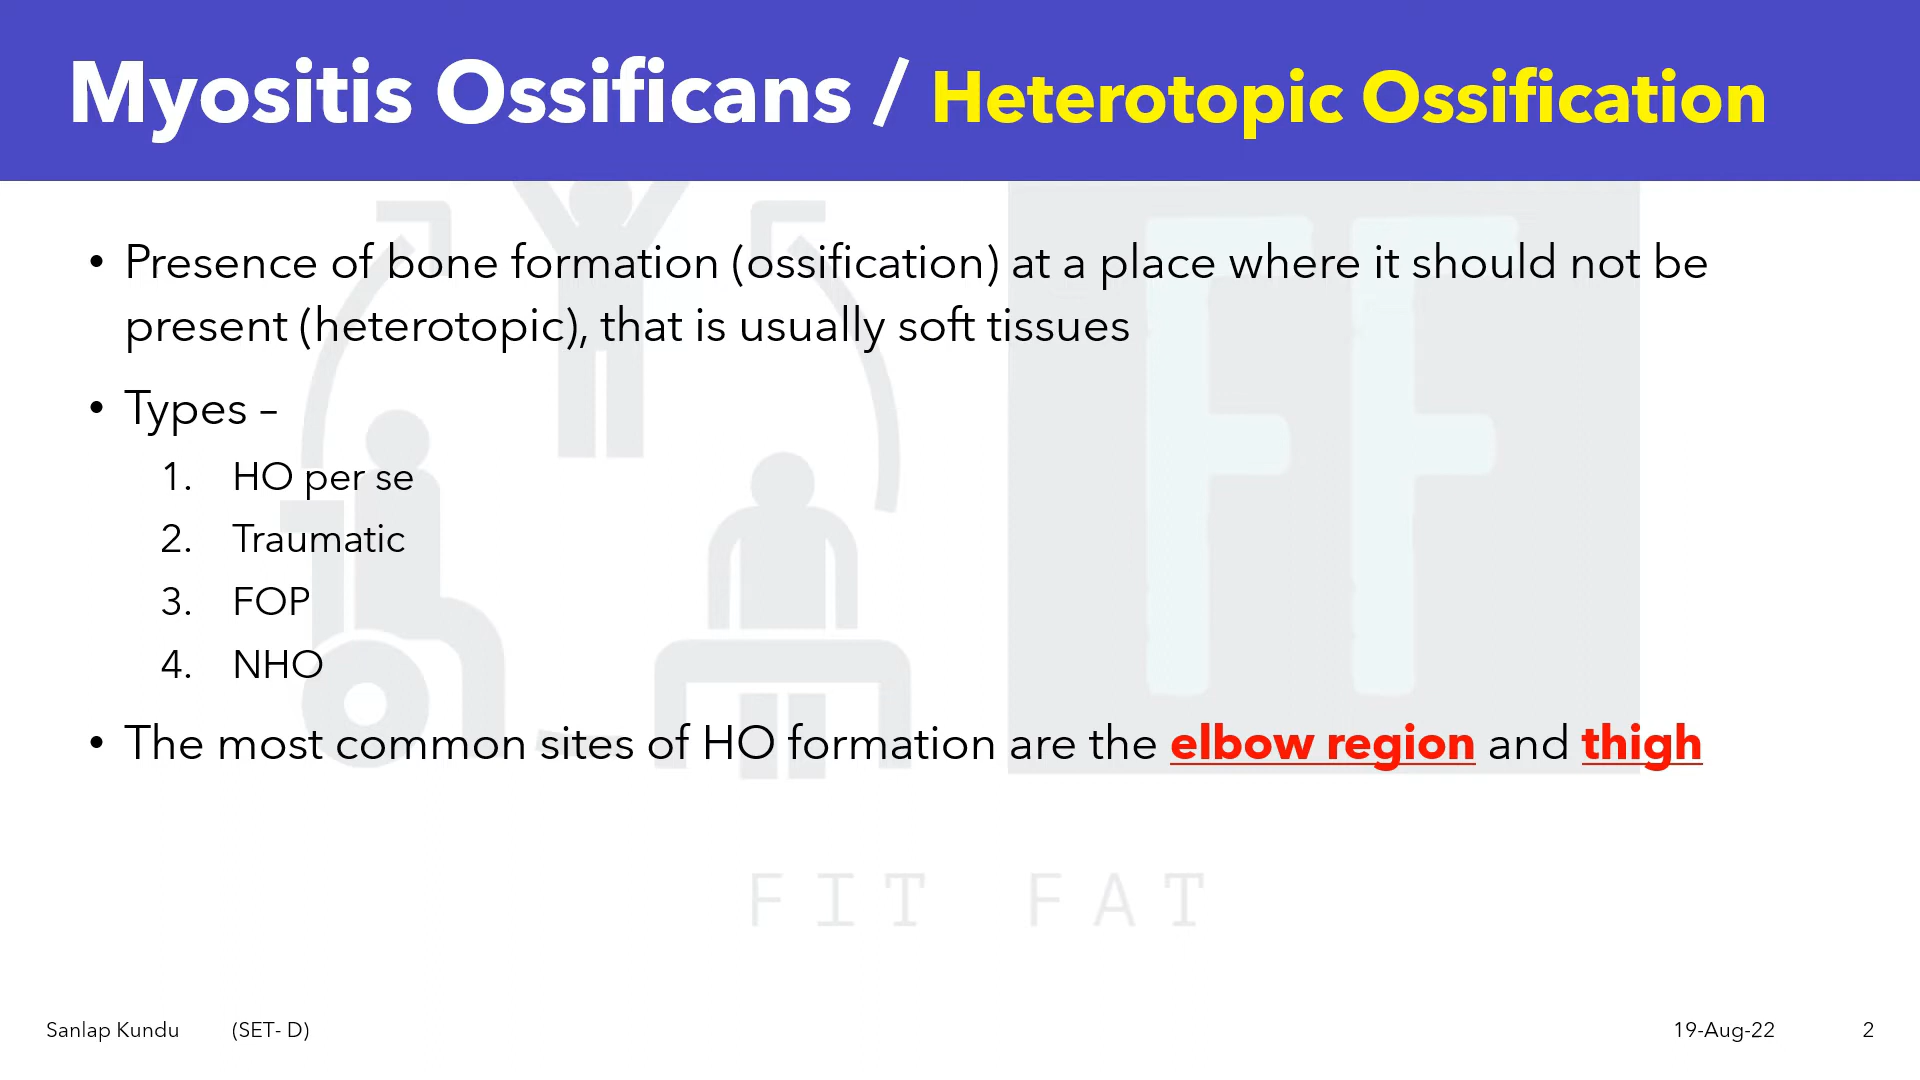 Myositis Ossificans / Heterotopic Ossification
• Presence of bone formation (ossification) at a place where it should not be
present (heterotopic), that is usually soft tissues
• Types –
1. HO per se
2. Traumatic
3. FOP
4. NHO
• The most common sites of HO formation are the elbow region and thigh
FF
FIT FAT
Sanlap Kundu (SET- D) 19-Aug-22 2